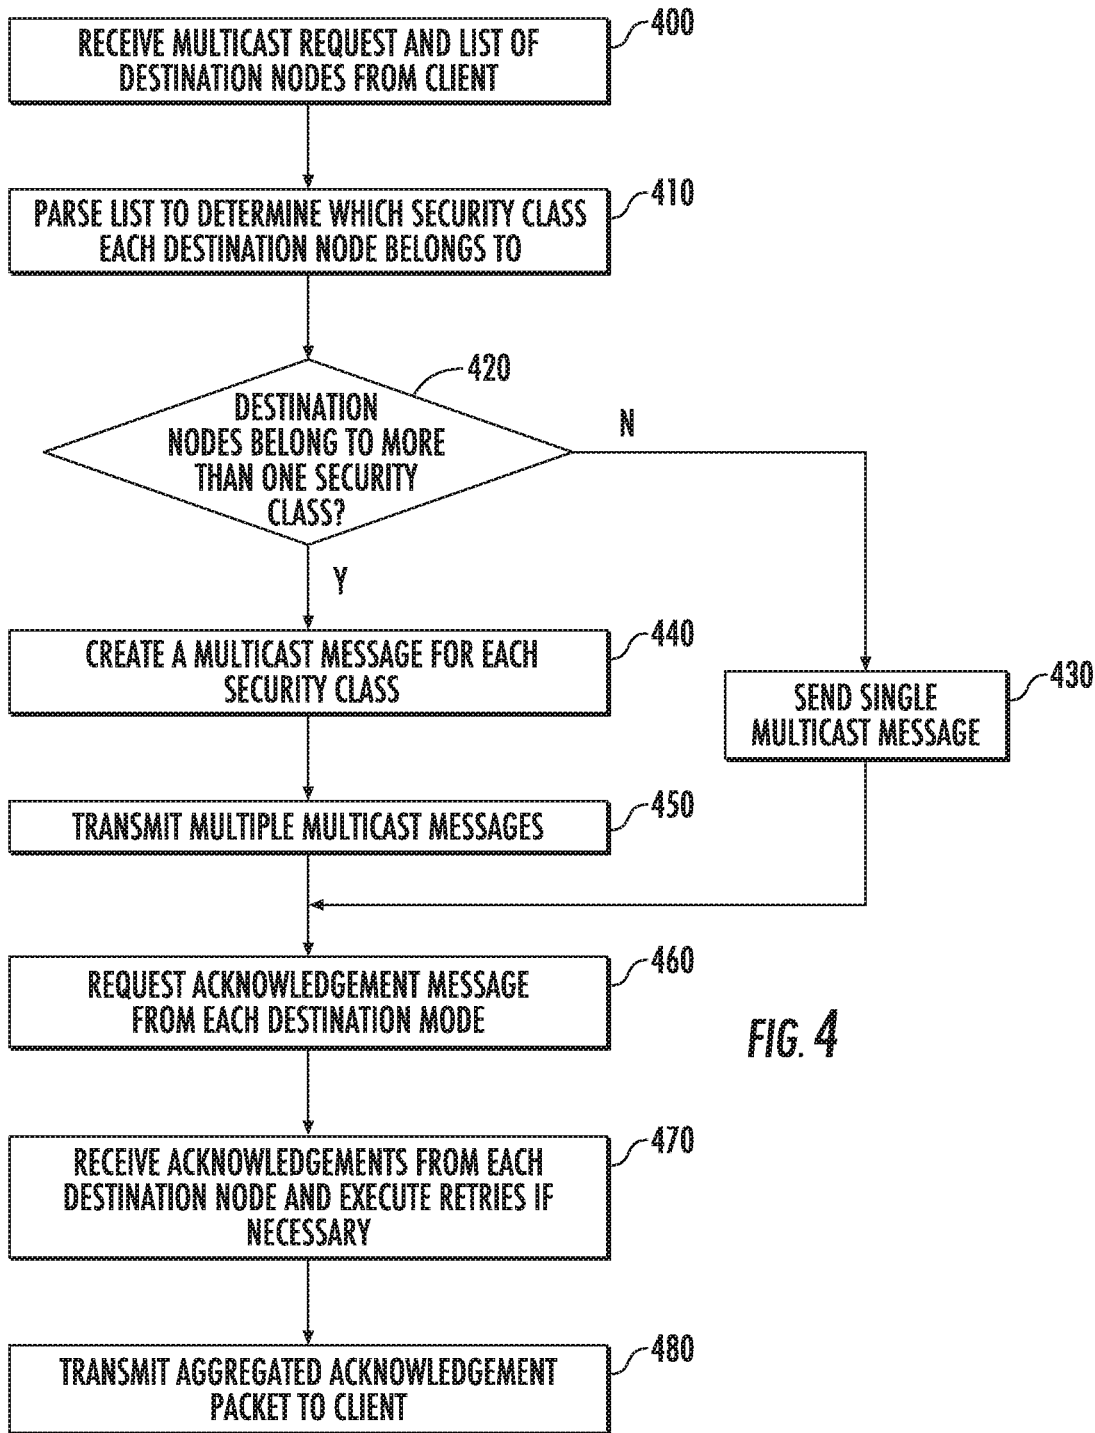 RECEIVE MULTICAST REQUEST AND LIST OF
DESTINATION NODES FROM CLIENT
400
PARSE LIST TO DETERMINE WHICH SECURITY CLASS
EACH DESTINATION NODE BELONGS TO
410
420
DESTINATION
NODES BELONG TO MORE
THAN ONE SECURITY
CLASS?
N
Y
CREATE A MULTICAST MESSAGE FOR EACH
SECURITY CLASS
440
SEND SINGLE
MULTICAST MESSAGE
430
TRANSMIT MULTIPLE MULTICAST MESSAGES
450
REQUEST ACKNOWLEDGEMENT MESSAGE
FROM EACH DESTINATION MODE
460
FIG. 4
RECEIVE ACKNOWLEDGEMENTS FROM EACH
DESTINATION NODE AND EXECUTE RETRIES IF
NECESSARY
470
TRANSMIT AGGREGATED ACKNOWLEDGEMENT
PACKET TO CLIENT
480